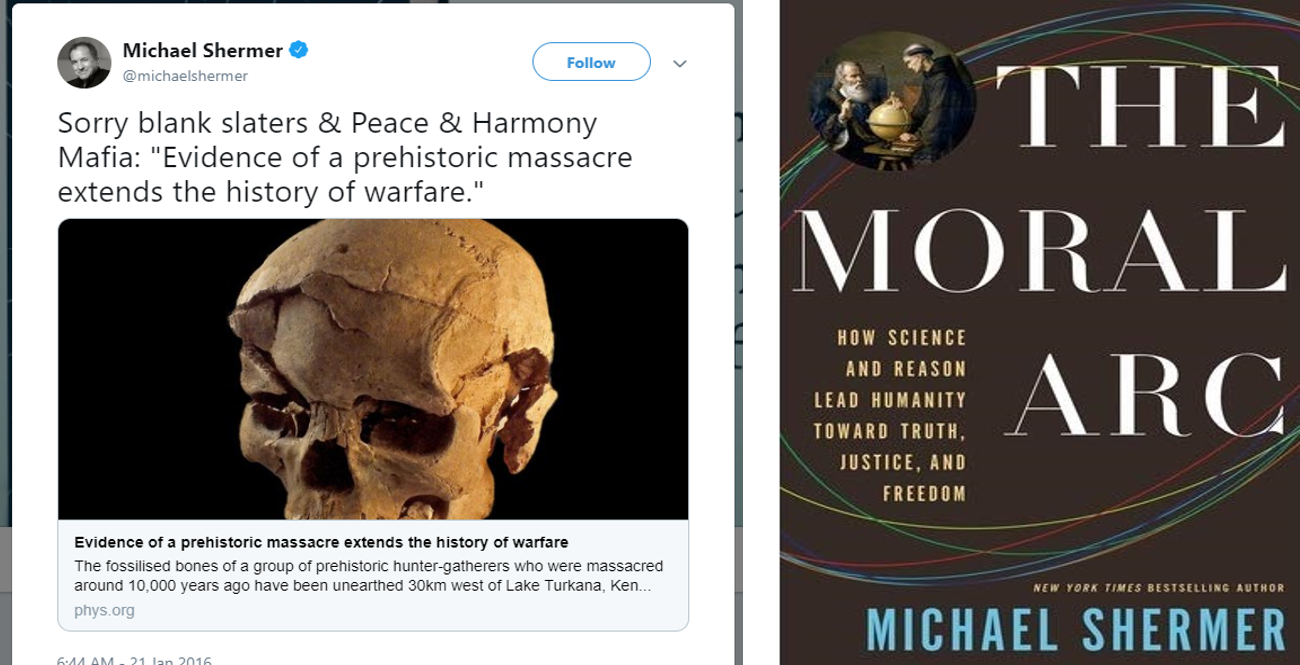 Michael Shermer
@michaelshermer
Follow
Sorry blank slaters & Peace & Harmony
Mafia: "Evidence of a prehistoric massacre
extends the history of warfare."
Evidence of a prehistoric massacre extends the history of warfare
The fossilised bones of a group of prehistoric hunter-gatherers who were massacred
around 10,000 years ago have been unearthed 30km west of Lake Turkana, Ken...
phys.org
6:44 AM - 21 Jan 2016
THE
MORAL
ARC
HOW SCIENCE
AND REASON
LEAD HUMANITY
TOWARD TRUTH,
JUSTICE, AND
FREEDOM
NEW YORK TIMES BESTSELLING AUTHOR
MICHAEL SHERMER